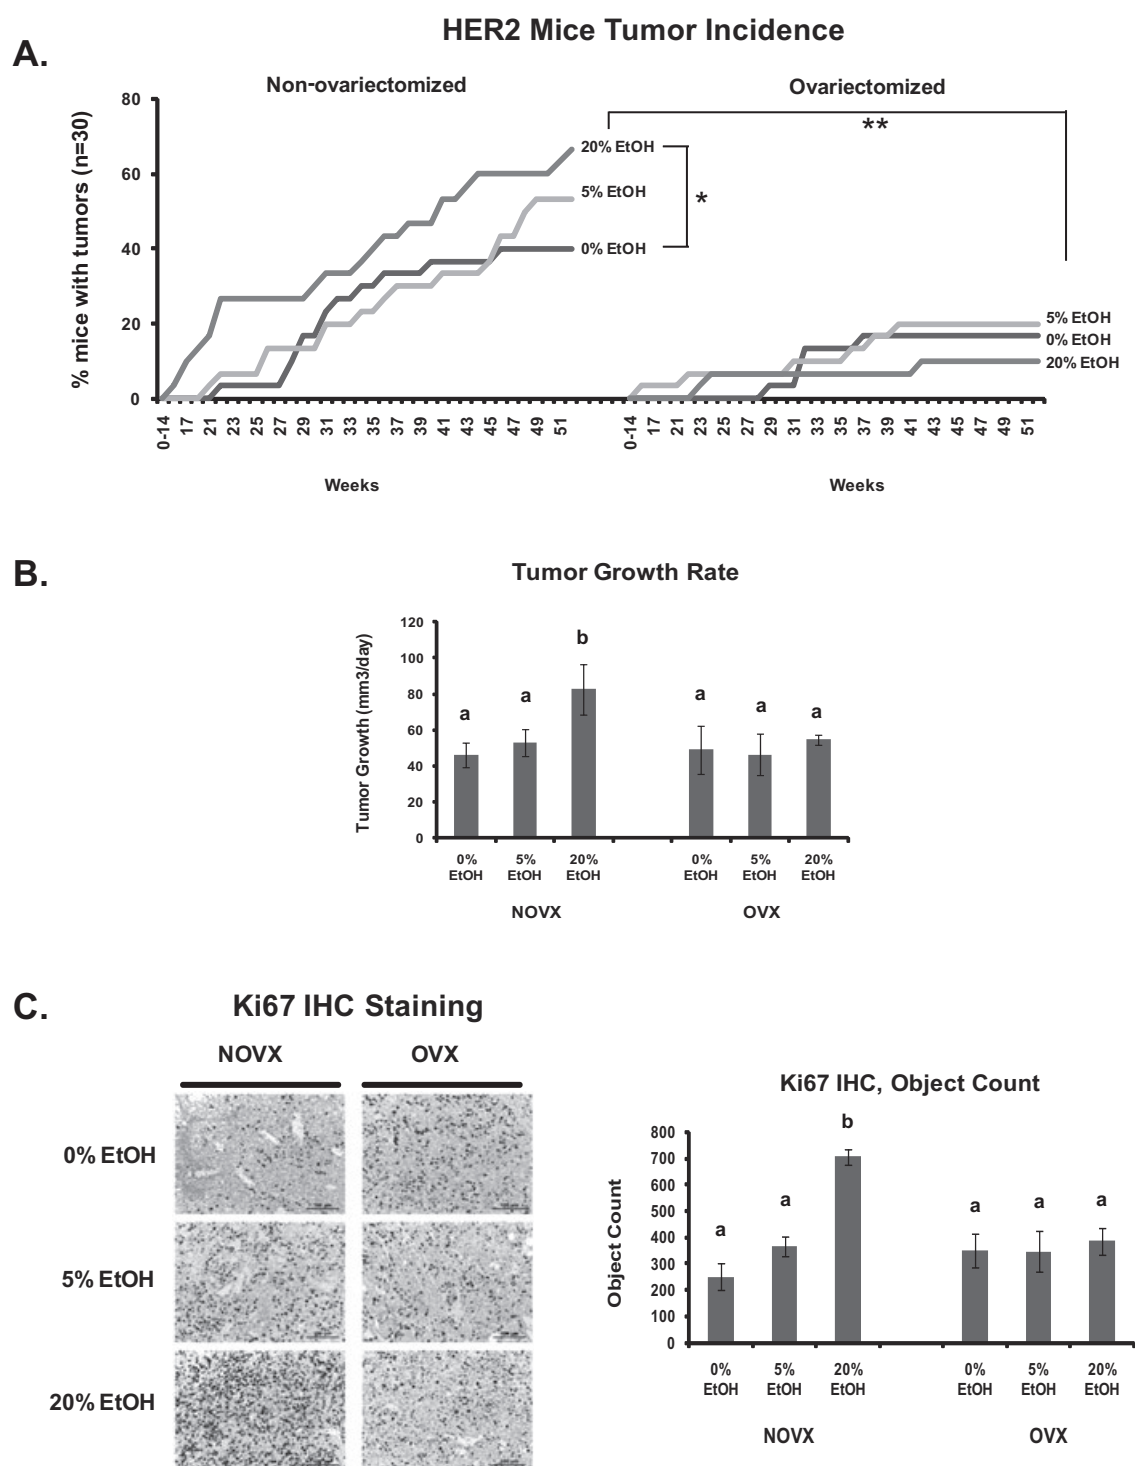 HER2 Mice Tumor Incidence
A.
Non-ovariectomized
Ovariectomized
% mice with tumors (n=30)
80
60
40
20
0
20% EtOH
5% EtOH
0% EtOH
*
**
5% EtOH
0% EtOH
20% EtOH
0-14 17 21 23 25 27 29 31 33 35 37 39 41 43 45 47 49 51
0-14 17 21 23 25 27 29 31 33 35 37 39 41 43 45 47 49 51
Weeks
Weeks
B.
Tumor Growth Rate
Tumor Growth (mm3/day)
120
100
80
60
40
20
0
a a b a a a
0% EtOH
5% EtOH
20% EtOH
0% EtOH
5% EtOH
20% EtOH
NOVX
OVX
C.
Ki67 IHC Staining
NOVX
OVX
0% EtOH
5% EtOH
20% EtOH
Ki67 IHC, Object Count
Object Count
800
700
600
500
400
300
200
100
0
a a b a a a
0% EtOH
5% EtOH
20% EtOH
0% EtOH
5% EtOH
20% EtOH
NOVX
OVX